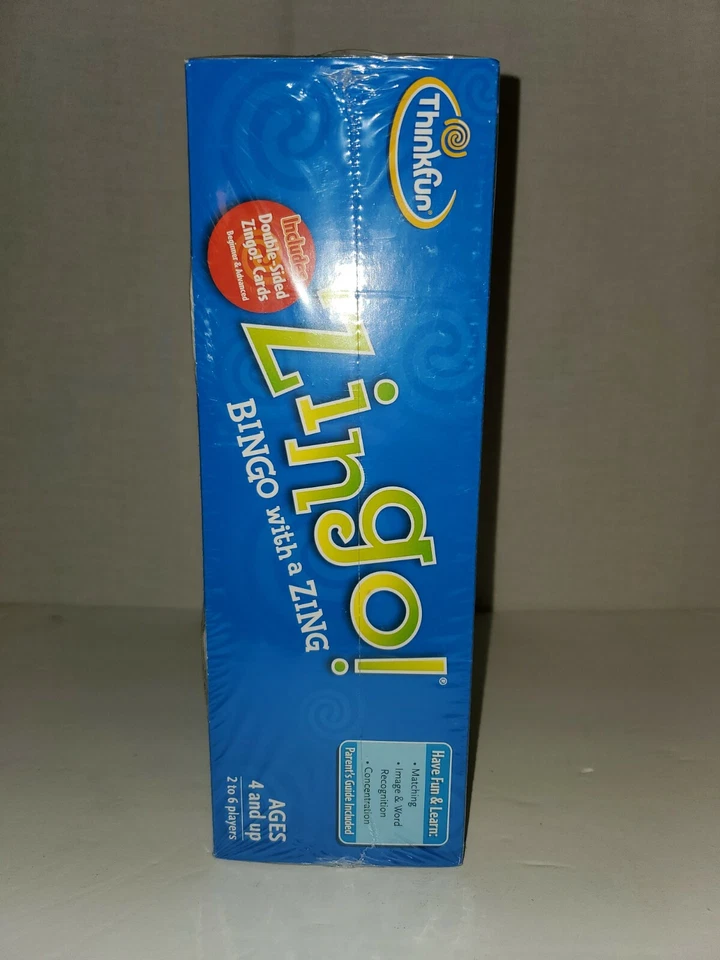 Thinkfun®
Includes
Double-Sided
Zingo!® Cards
Beginner & Advanced
Zingo!®
BINGO with a ZING
Have Fun & Learn:
• Matching
• Image & Word
Recognition
• Concentration
Parent's Guide Included
AGES
4 and up
2 to 6 players